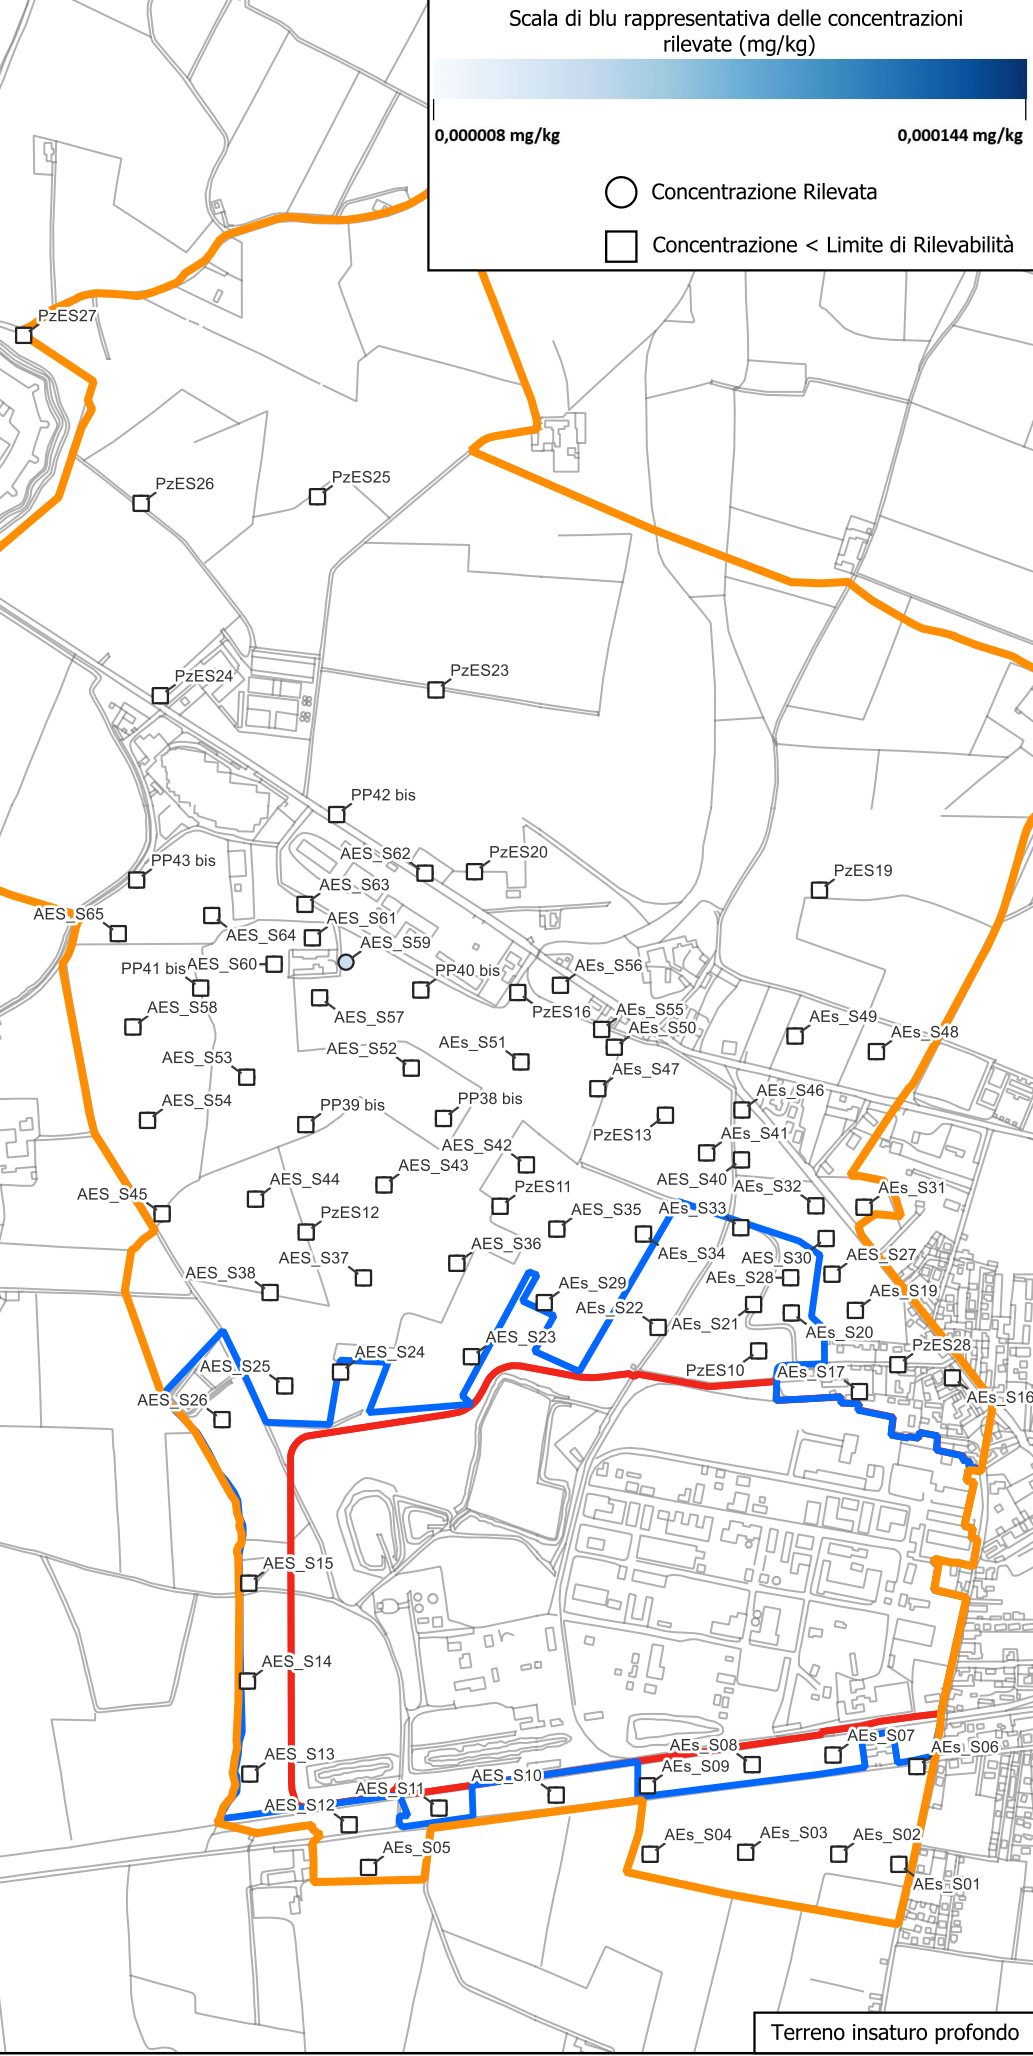 Scala di blu rappresentativa delle concentrazioni
rilevate (mg/kg)
0,000008 mg/kg
0,000144 mg/kg
Concentrazione Rilevata
Concentrazione < Limite di Rilevabilità
PzES27
PzES26
PzES25
PzES24
PzES23
PP42 bis
AES_S62
PzES20
PP43 bis
AES_S63
PzES19
AES_S65
AES_S61
AES_S64
AES_S59
PP41 bis
AES_S60
PP40 bis
AEs_S56
AES_S58
AES_S57
PzES16
AEs_S55
AEs_S50
AEs_S49
AEs_S48
AES_S53
AES_S52
AEs_S51
AEs_S47
AEs_S46
AES_S54
PP39 bis
PP38 bis
PzES13
AEs_S41
AES_S42
AES_S45
AES_S44
AES_S43
AEs_S40
AEs_S32
AEs_S31
PzES12
PzES11
AES_S35
AEs_S33
AES_S36
AEs_S34
AES_S30
AEs_S27
AES_S38
AES_S37
AES_S29
AEs_S28
AEs_S19
AEs_S22
AEs_S21
AEs_S20
AES_S25
AES_S24
AES_S23
PzES10
AEs_S17
PzES28
AES_S26
AEs_S16
AES_S15
AES_S14
AES_S13
AEs_S08
AEs_S07
AEs_S06
AES_S12
AES_S11
AES_S10
AEs_S09
AEs_S05
AEs_S04
AEs_S03
AEs_S02
AEs_S01
Terreno insaturo profondo